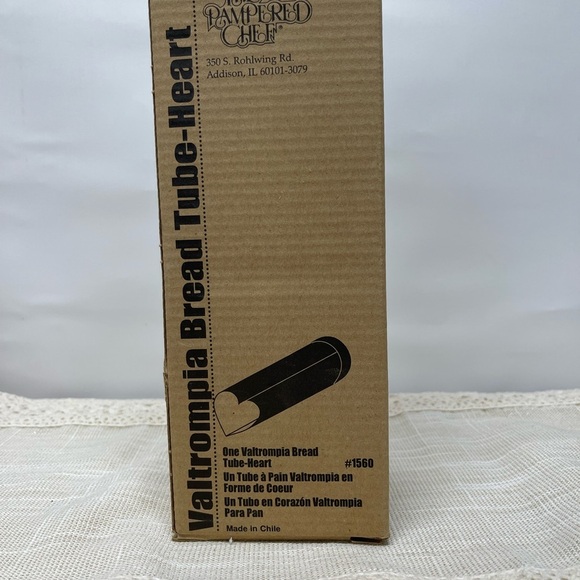 PAMPERED
CHEF®
350 S. Rohlwing Rd.
Addison, IL 60101-3079
Valtrompia Bread Tube-Heart
One Valtrompia Bread
Tube-Heart #1560
Un Tube à Pain Valtrompia en
Forme de Coeur
Un Tubo en Corazón Valtrompia
Para Pan
Made in Chile